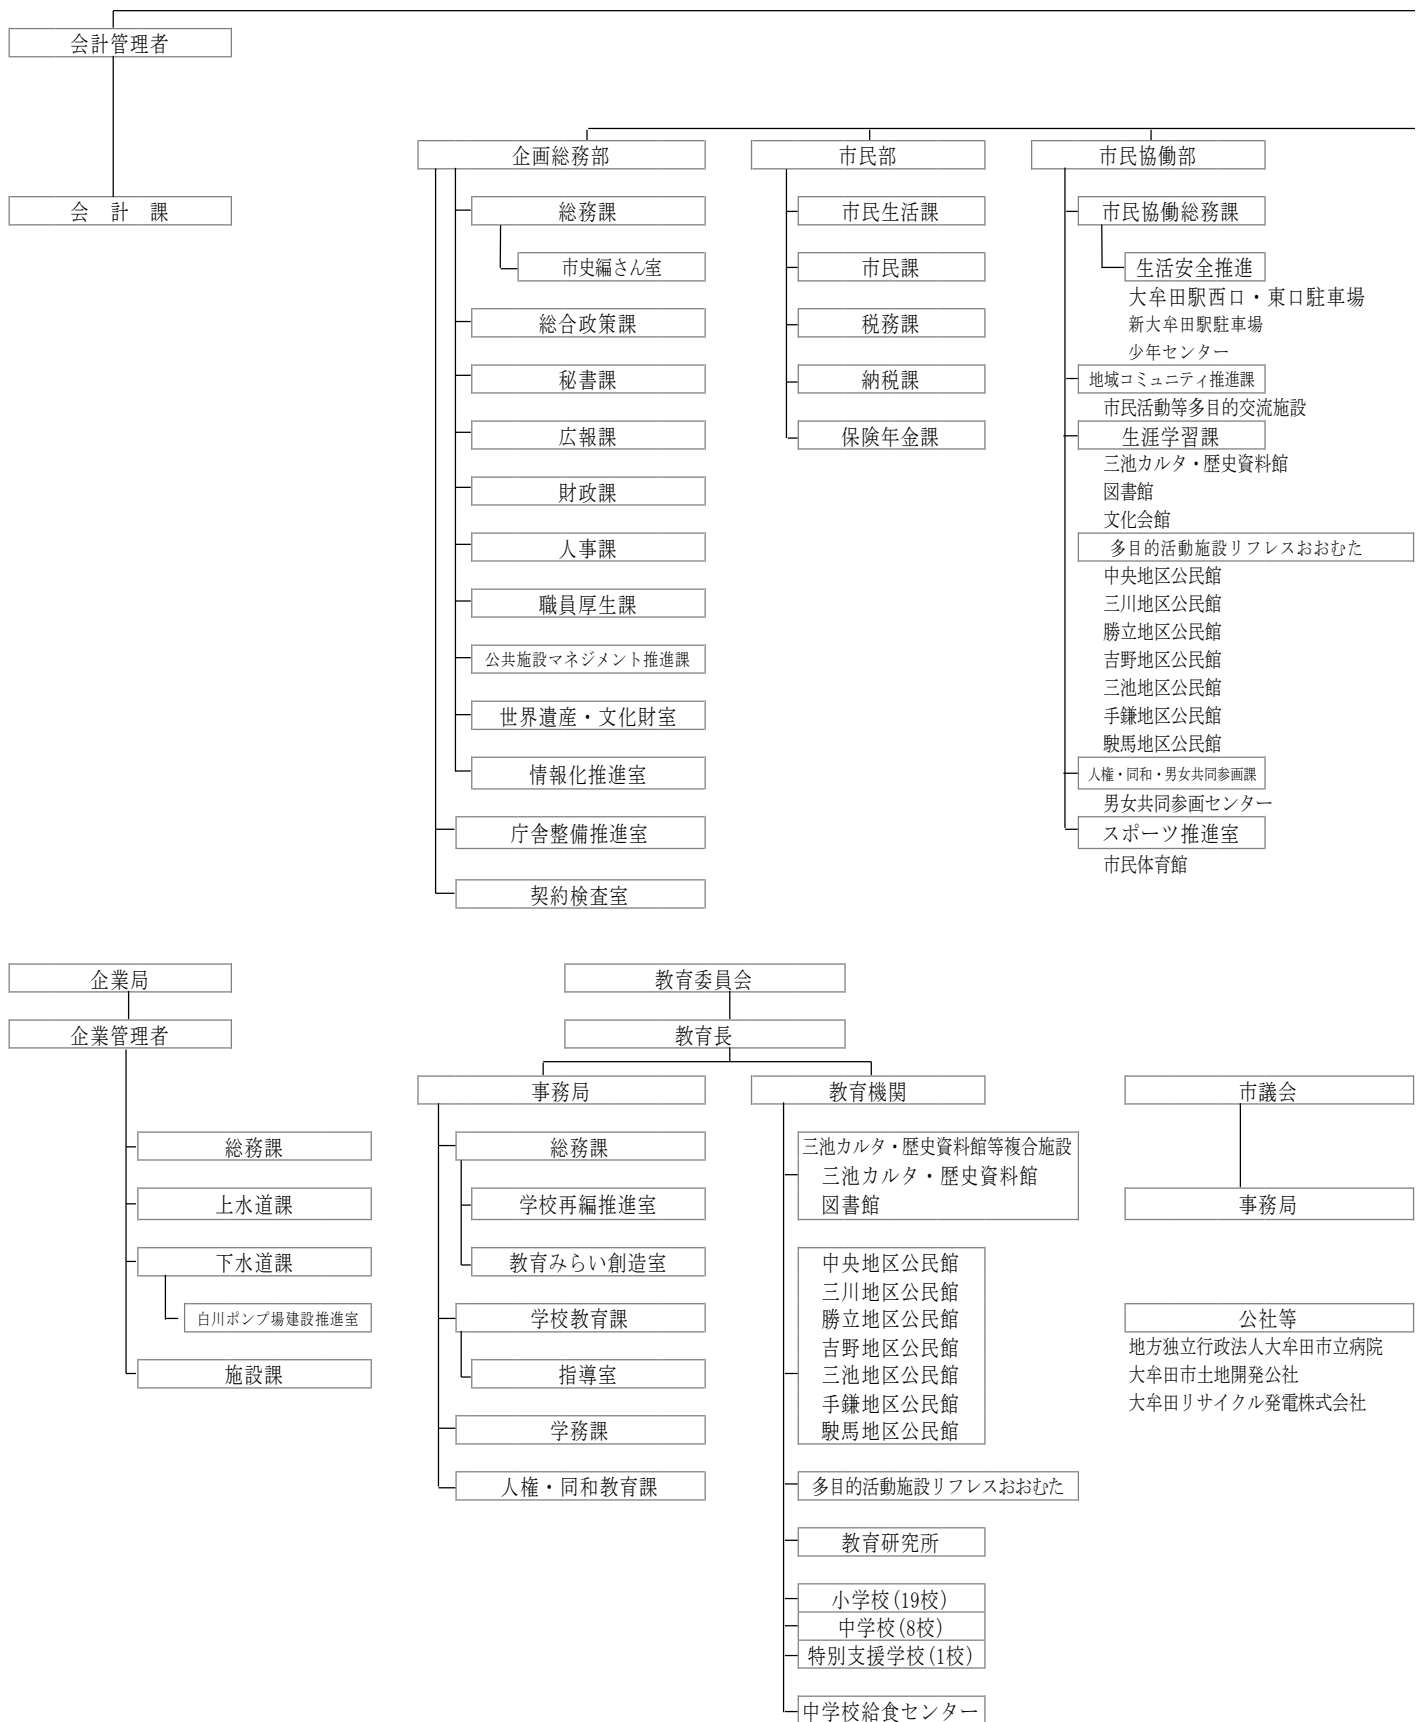 会計管理者
会計課
企画総務部
総務課
市史編さん室
総合政策課
秘書課
広報課
財政課
人事課
職員厚生課
公共施設マネジメント推進課
世界遺産・文化財室
情報化推進室
庁舎整備推進室
契約検査室
市民部
市民生活課
市民課
税務課
納税課
保険年金課
市民協働部
市民協働総務課
生活安全推進
大牟田駅西口・東口駐車場
新大牟田駅駐車場
少年センター
地域コミュニティ推進課
市民活動等多目的交流施設
生涯学習課
三池カルタ・歴史資料館
図書館
文化会館
多目的活動施設リフレスおおむた
中央地区公民館
三川地区公民館
勝立地区公民館
吉野地区公民館
三池地区公民館
手鎌地区公民館
駛馬地区公民館
人権・同和・男女共同参画課
男女共同参画センター
スポーツ推進室
市民体育館
企業局
企業管理者
総務課
上水道課
下水道課
白川ポンプ場建設推進室
施設課
教育委員会
教育長
事務局
総務課
学校再編推進室
教育みらい創造室
学校教育課
指導室
学務課
人権・同和教育課
教育機関
三池カルタ・歴史資料館等複合施設
三池カルタ・歴史資料館
図書館
中央地区公民館
三川地区公民館
勝立地区公民館
吉野地区公民館
三池地区公民館
手鎌地区公民館
駛馬地区公民館
多目的活動施設リフレスおおむた
教育研究所
小学校(19校)
中学校(8校)
特別支援学校(1校)
中学校給食センター
市議会
事務局
公社等
地方独立行政法人大牟田市立病院
大牟田市土地開発公社
大牟田リサイクル発電株式会社